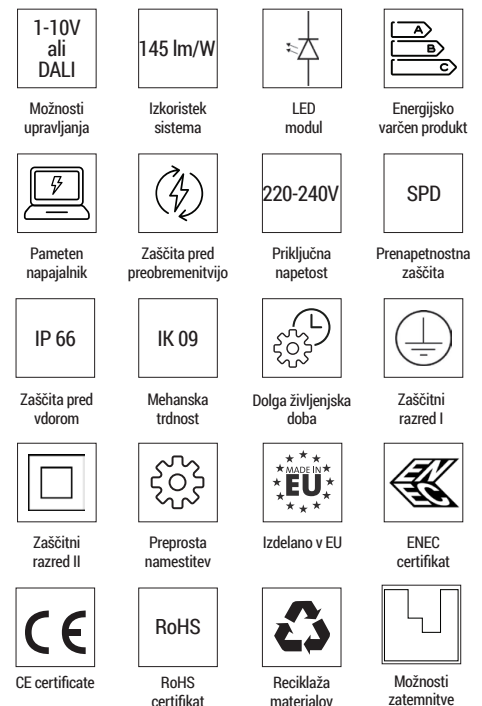 1-10V
ali
DALI
Možnosti
upravljanja
145 lm/W
Izkoristek
sistema
LED
modul
A
B
C
Energijsko
varčen produkt
Pameten
napajalnik
Zaščita pred
preobremenitvijo
220-240V
Priključna
napetost
SPD
Prenapetnostna
zaščita
IP 66
Zaščita pred
vdorom
IK 09
Mehanska
trdnost
Dolga življenjska
doba
Zaščitni
razred I
Zaščitni
razred II
Preprosta
namestitev
MADE IN
EU
Izdelano v EU
ENEC
ENEC
certifikat
CE
CE certificate
RoHS
RoHS
certifikat
Reciklaža
materialov
Možnosti
zatemnitve